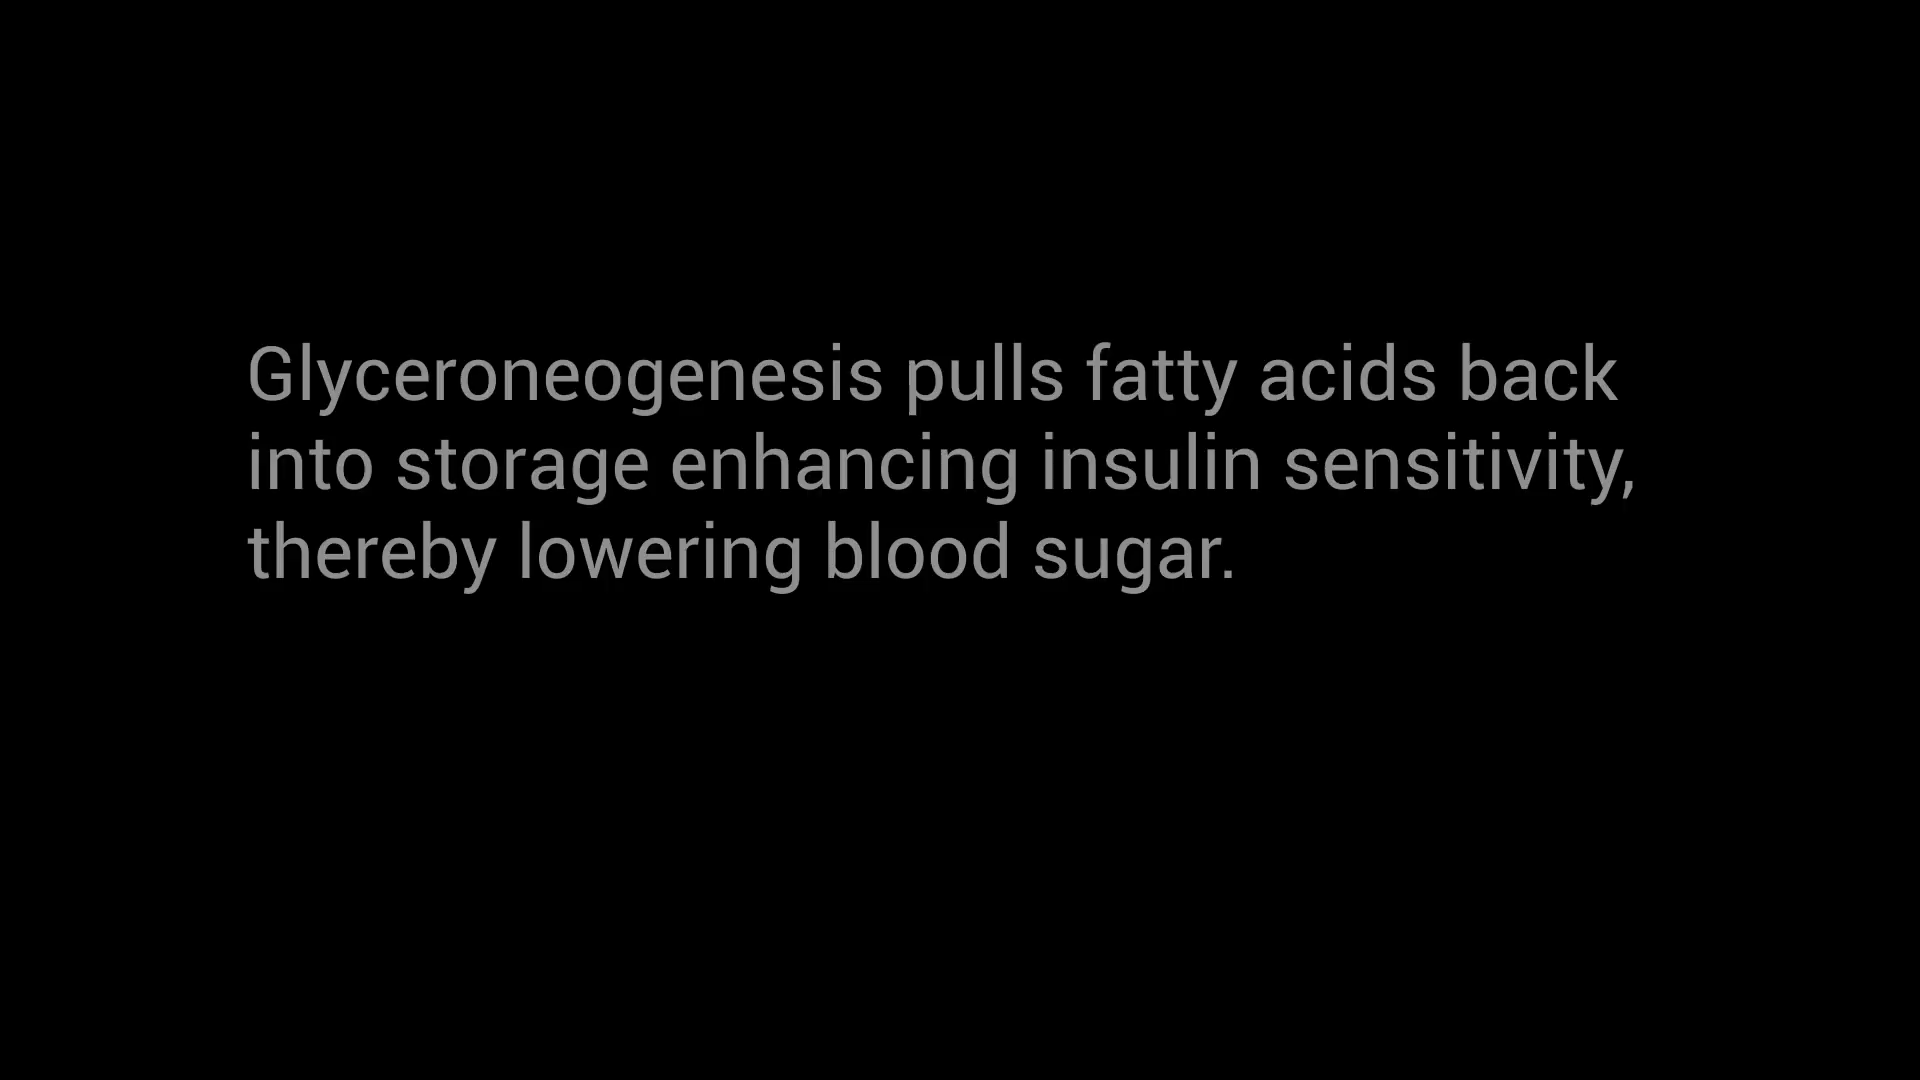 Glyceroneogenesis pulls fatty acids back
into storage enhancing insulin sensitivity,
thereby lowering blood sugar.